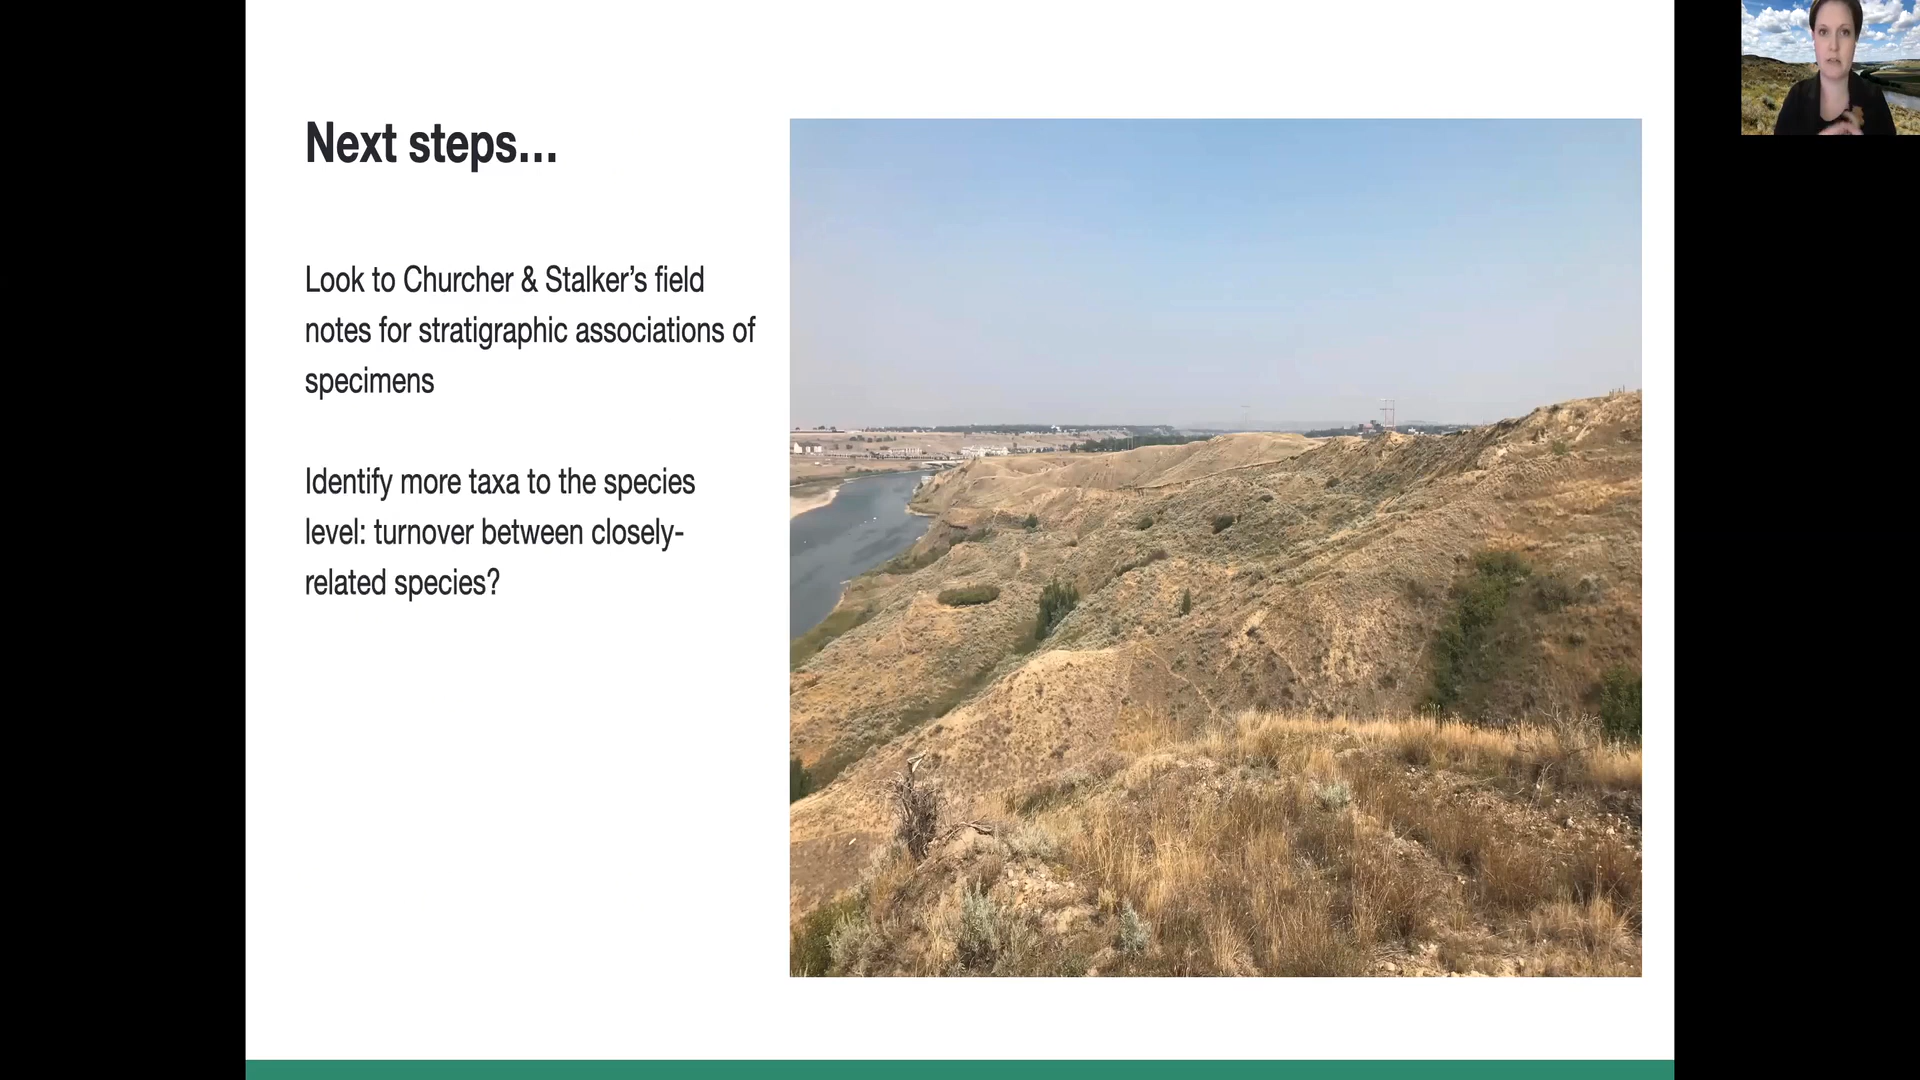 Next steps...
Look to Churcher & Stalker’s field
notes for stratigraphic associations of
specimens
Identify more taxa to the species
level: turnover between closely-
related species?